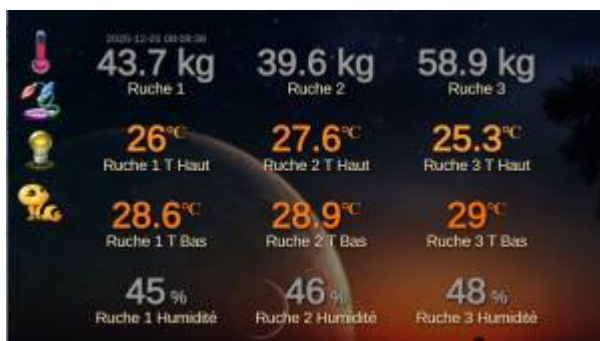 43.7 kg 39.6 kg 58.9 kg
Ruche 1 Ruche 2 Ruche 3
26°C 27.6°C 25.3°C
Ruche 1 T Haut Ruche 2 T Haut Ruche 3 T Haut
28.6°C 28.9°C 29°C
Ruche 1 T Bas Ruche 2 T Bas Ruche 3 T Bas
45 % 46 % 48 %
Ruche 1 Humidité Ruche 2 Humidité Ruche 3 Humidité